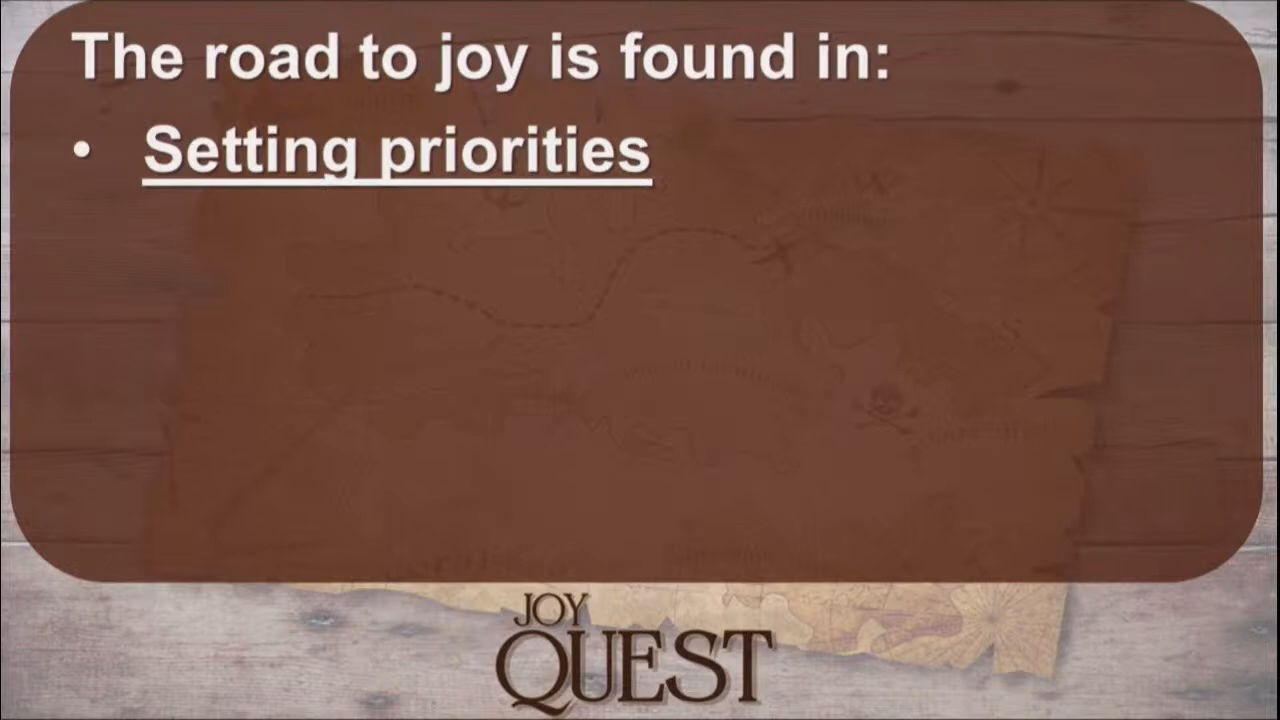 The road to joy is found in:
• Setting priorities
W
S
JOY
QUEST